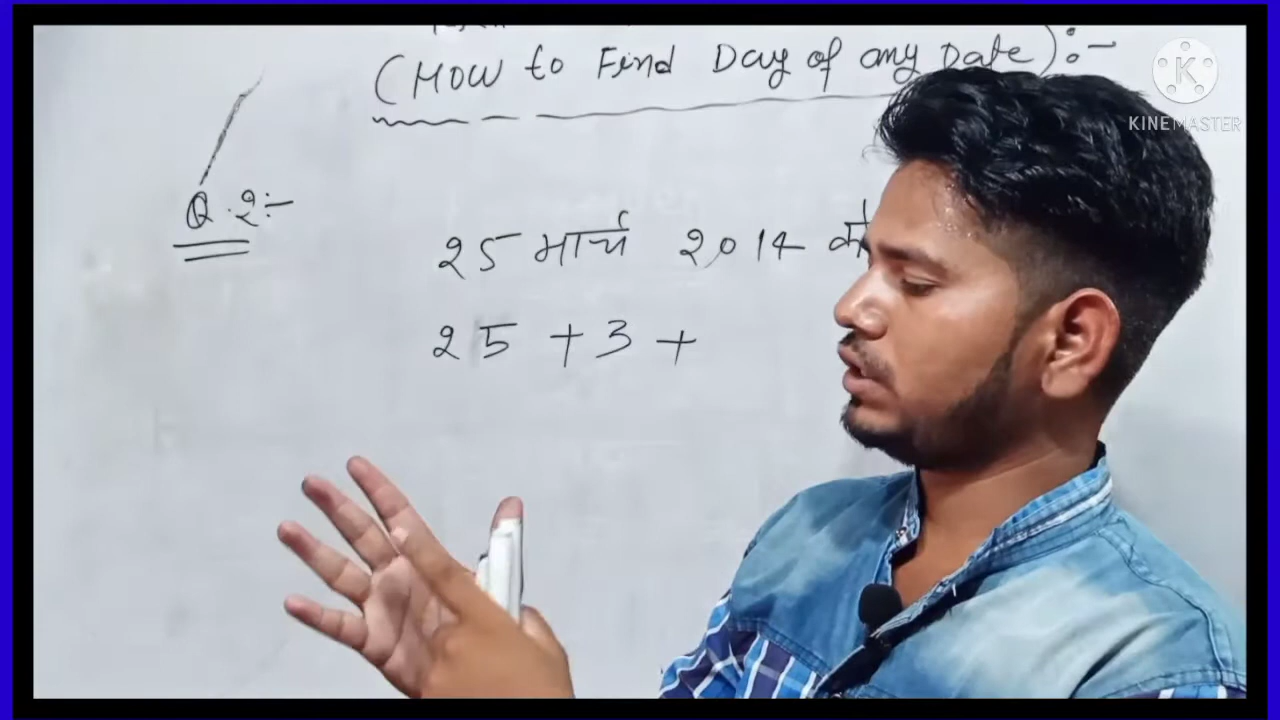 (HOW to Find Day of any Date):-
KINEMASTER
Q.2:-
25 मार्च 2014 को
25 + 3 +